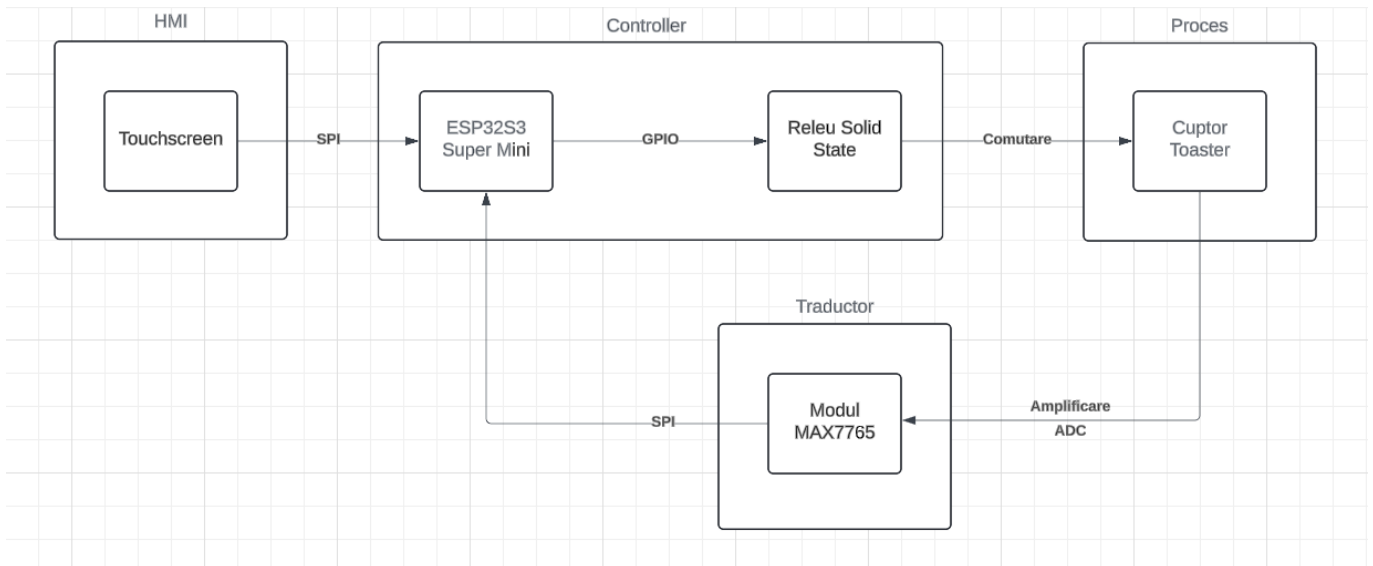 HMI
Controller
Proces
Touchscreen
SPI
ESP32S3
Super Mini
GPIO
Releu Solid
State
Comutare
Cuptor
Toaster
Traductor
Modul
MAX7765
SPI
Amplificare
ADC